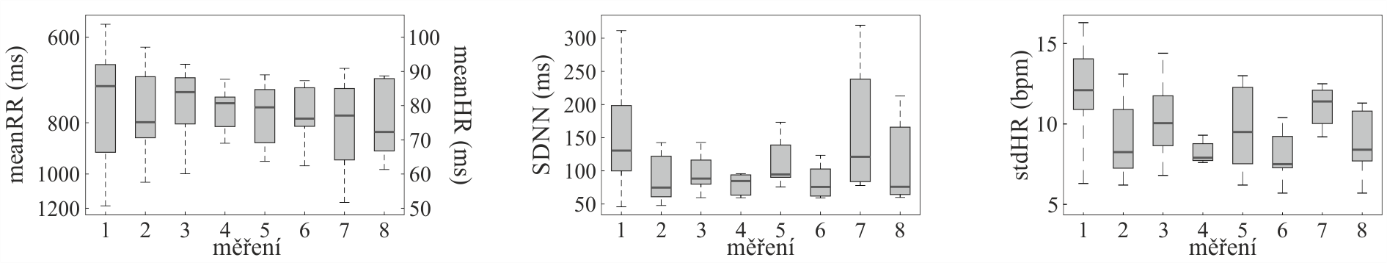 meanRR (ms)
600
800
1000
1200
100
90
80
70
60
50
meanHR (ms)
1 2 3 4 5 6 7 8
měření
SDNN (ms)
300
250
200
150
100
50
1 2 3 4 5 6 7 8
měření
stdHR (bpm)
15
10
5
1 2 3 4 5 6 7 8
měření